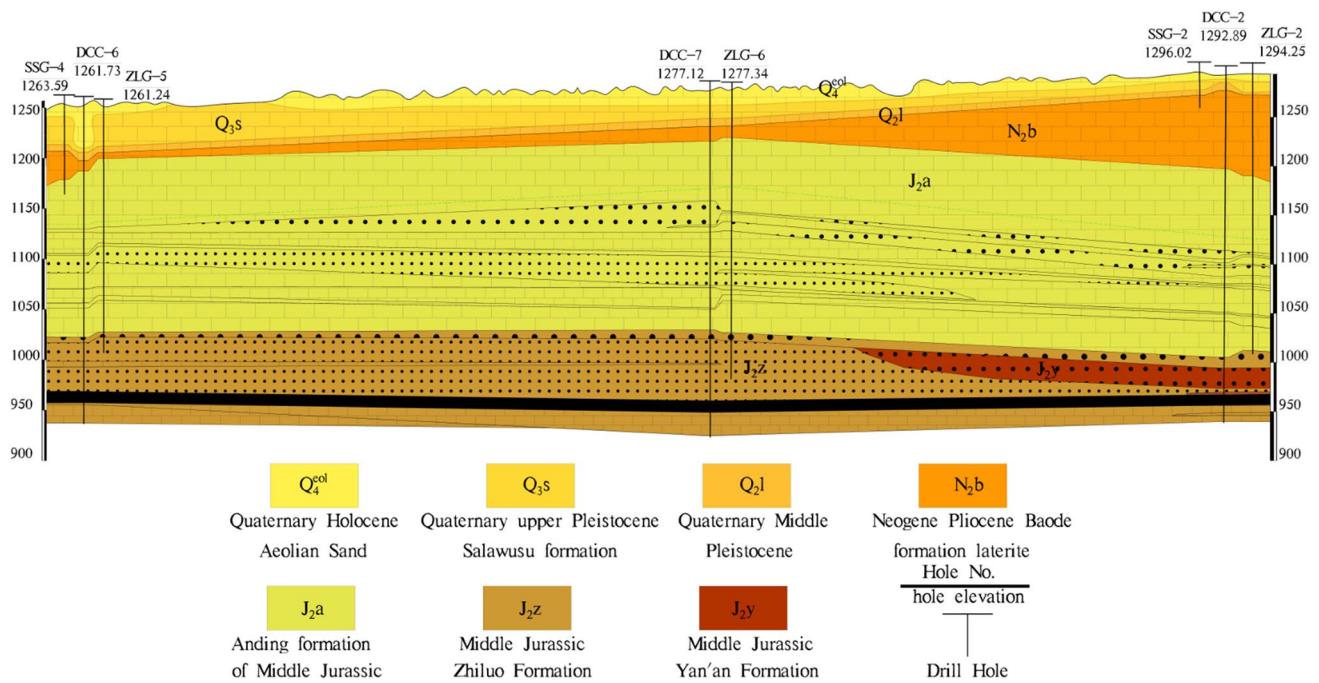 DCC-2
DCC-6 DCC-7 ZLG-6 SSG-2 1292.89 ZLG-2
SSG-4 1261.73 ZLG-5 1277.12 1277.34 1296.02 1294.25
1263.59 1261.24
Q₄ᵉᵒˡ
1250 1250
Q₃s Q₂l N₂b
1200 1200
J₂a
1150 1150
1100 1100
1050 1050
1000 1000
J₂z J₂y
950 950
900 900
Q₄ᵉᵒˡ Q₃s Q₂l N₂b
Quaternary Holocene Quaternary upper Pleistocene Quaternary Middle Neogene Pliocene Baode
Aeolian Sand Salawusu formation Pleistocene formation laterite
Hole No.
hole elevation
J₂a J₂z J₂y
Anding formation Middle Jurassic Middle Jurassic
of Middle Jurassic Zhiluo Formation Yan'an Formation Drill Hole